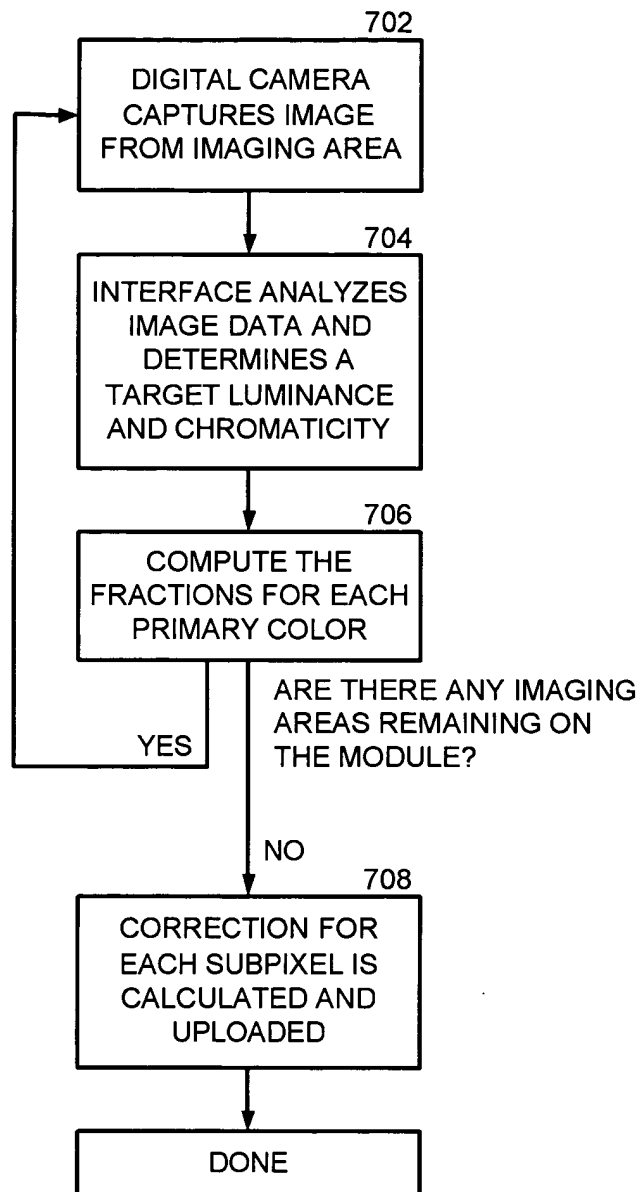 702
DIGITAL CAMERA
CAPTURES IMAGE
FROM IMAGING AREA
704
INTERFACE ANALYZES
IMAGE DATA AND
DETERMINES A
TARGET LUMINANCE
AND CHROMATICITY
706
COMPUTE THE
FRACTIONS FOR EACH
PRIMARY COLOR
ARE THERE ANY IMAGING
AREAS REMAINING ON
THE MODULE?
YES
NO
708
CORRECTION FOR
EACH SUBPIXEL IS
CALCULATED AND
UPLOADED
DONE